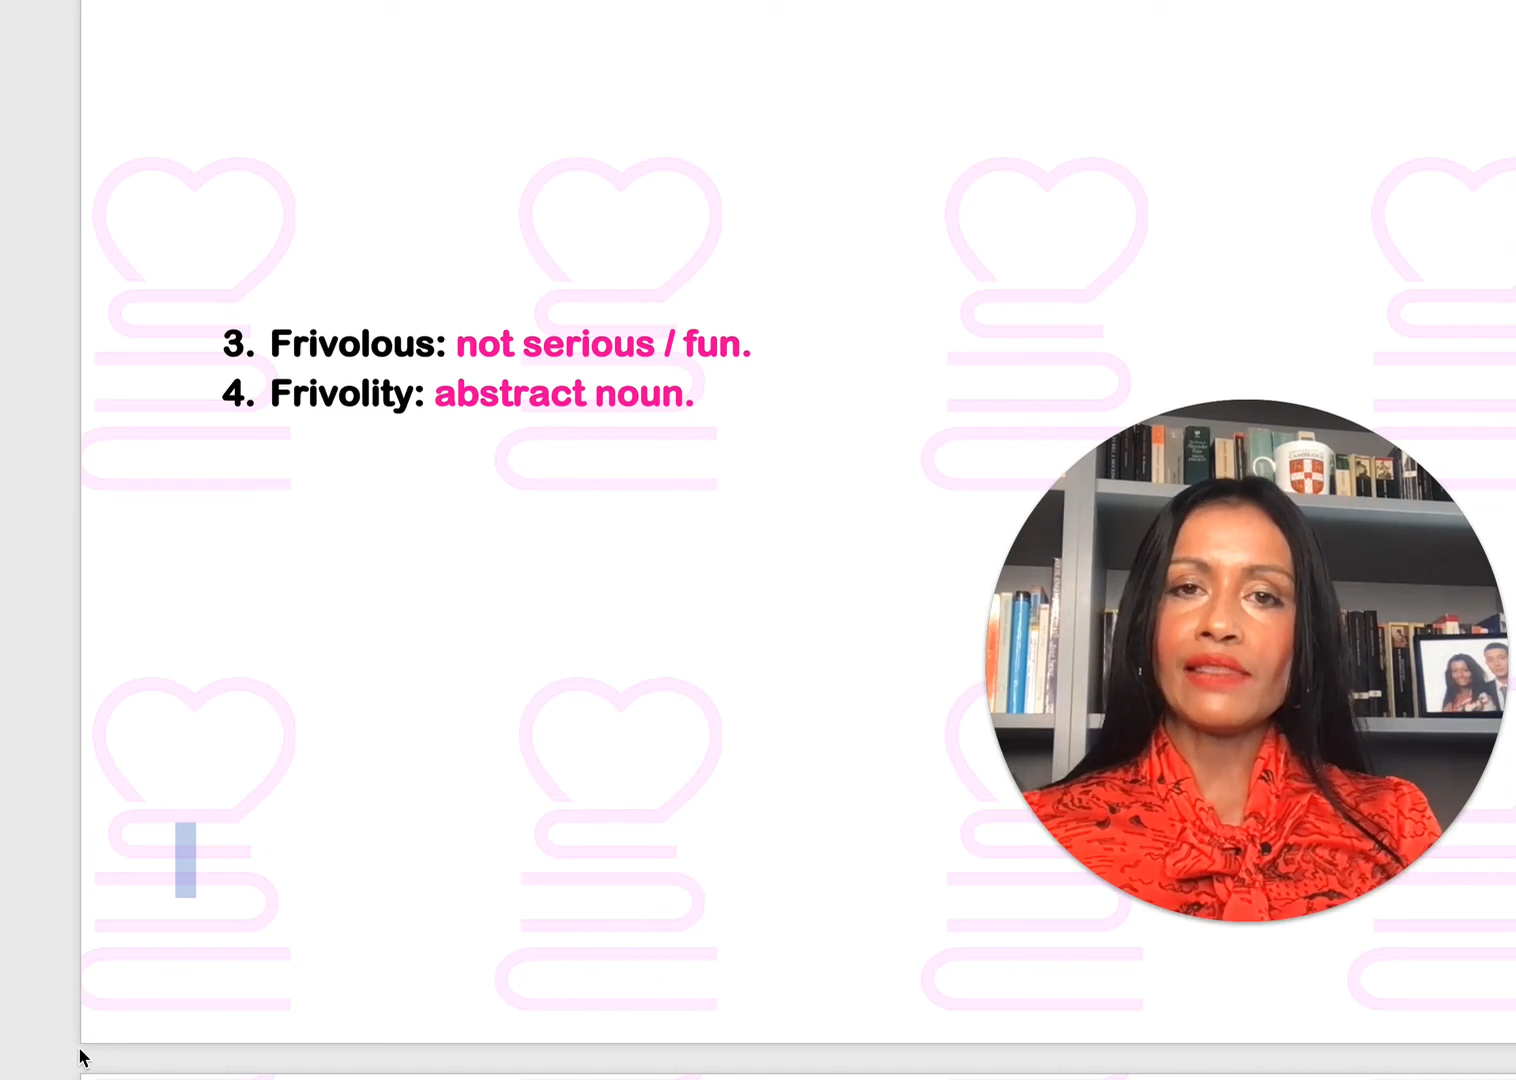 3. Frivolous: not serious / fun.
4. Frivolity: abstract noun.